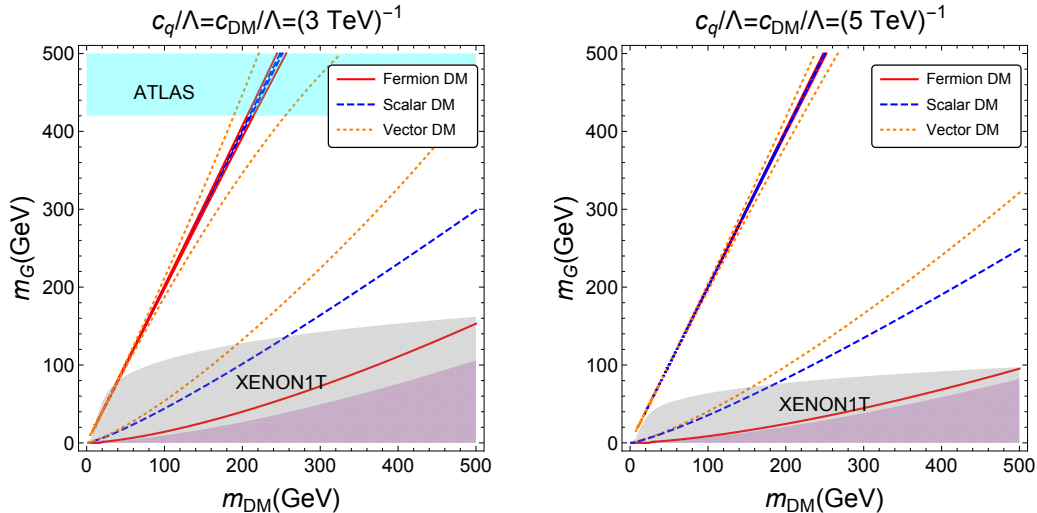 c_q/Λ=c_DM/Λ=(3 TeV)^-1
500
400
300
200
100
0
m_G(GeV)
ATLAS
Fermion DM
Scalar DM
Vector DM
XENON1T
0
100
200
300
400
500
m_DM(GeV)
c_q/Λ=c_DM/Λ=(5 TeV)^-1
500
400
300
200
100
0
m_G(GeV)
Fermion DM
Scalar DM
Vector DM
XENON1T
0
100
200
300
400
500
m_DM(GeV)